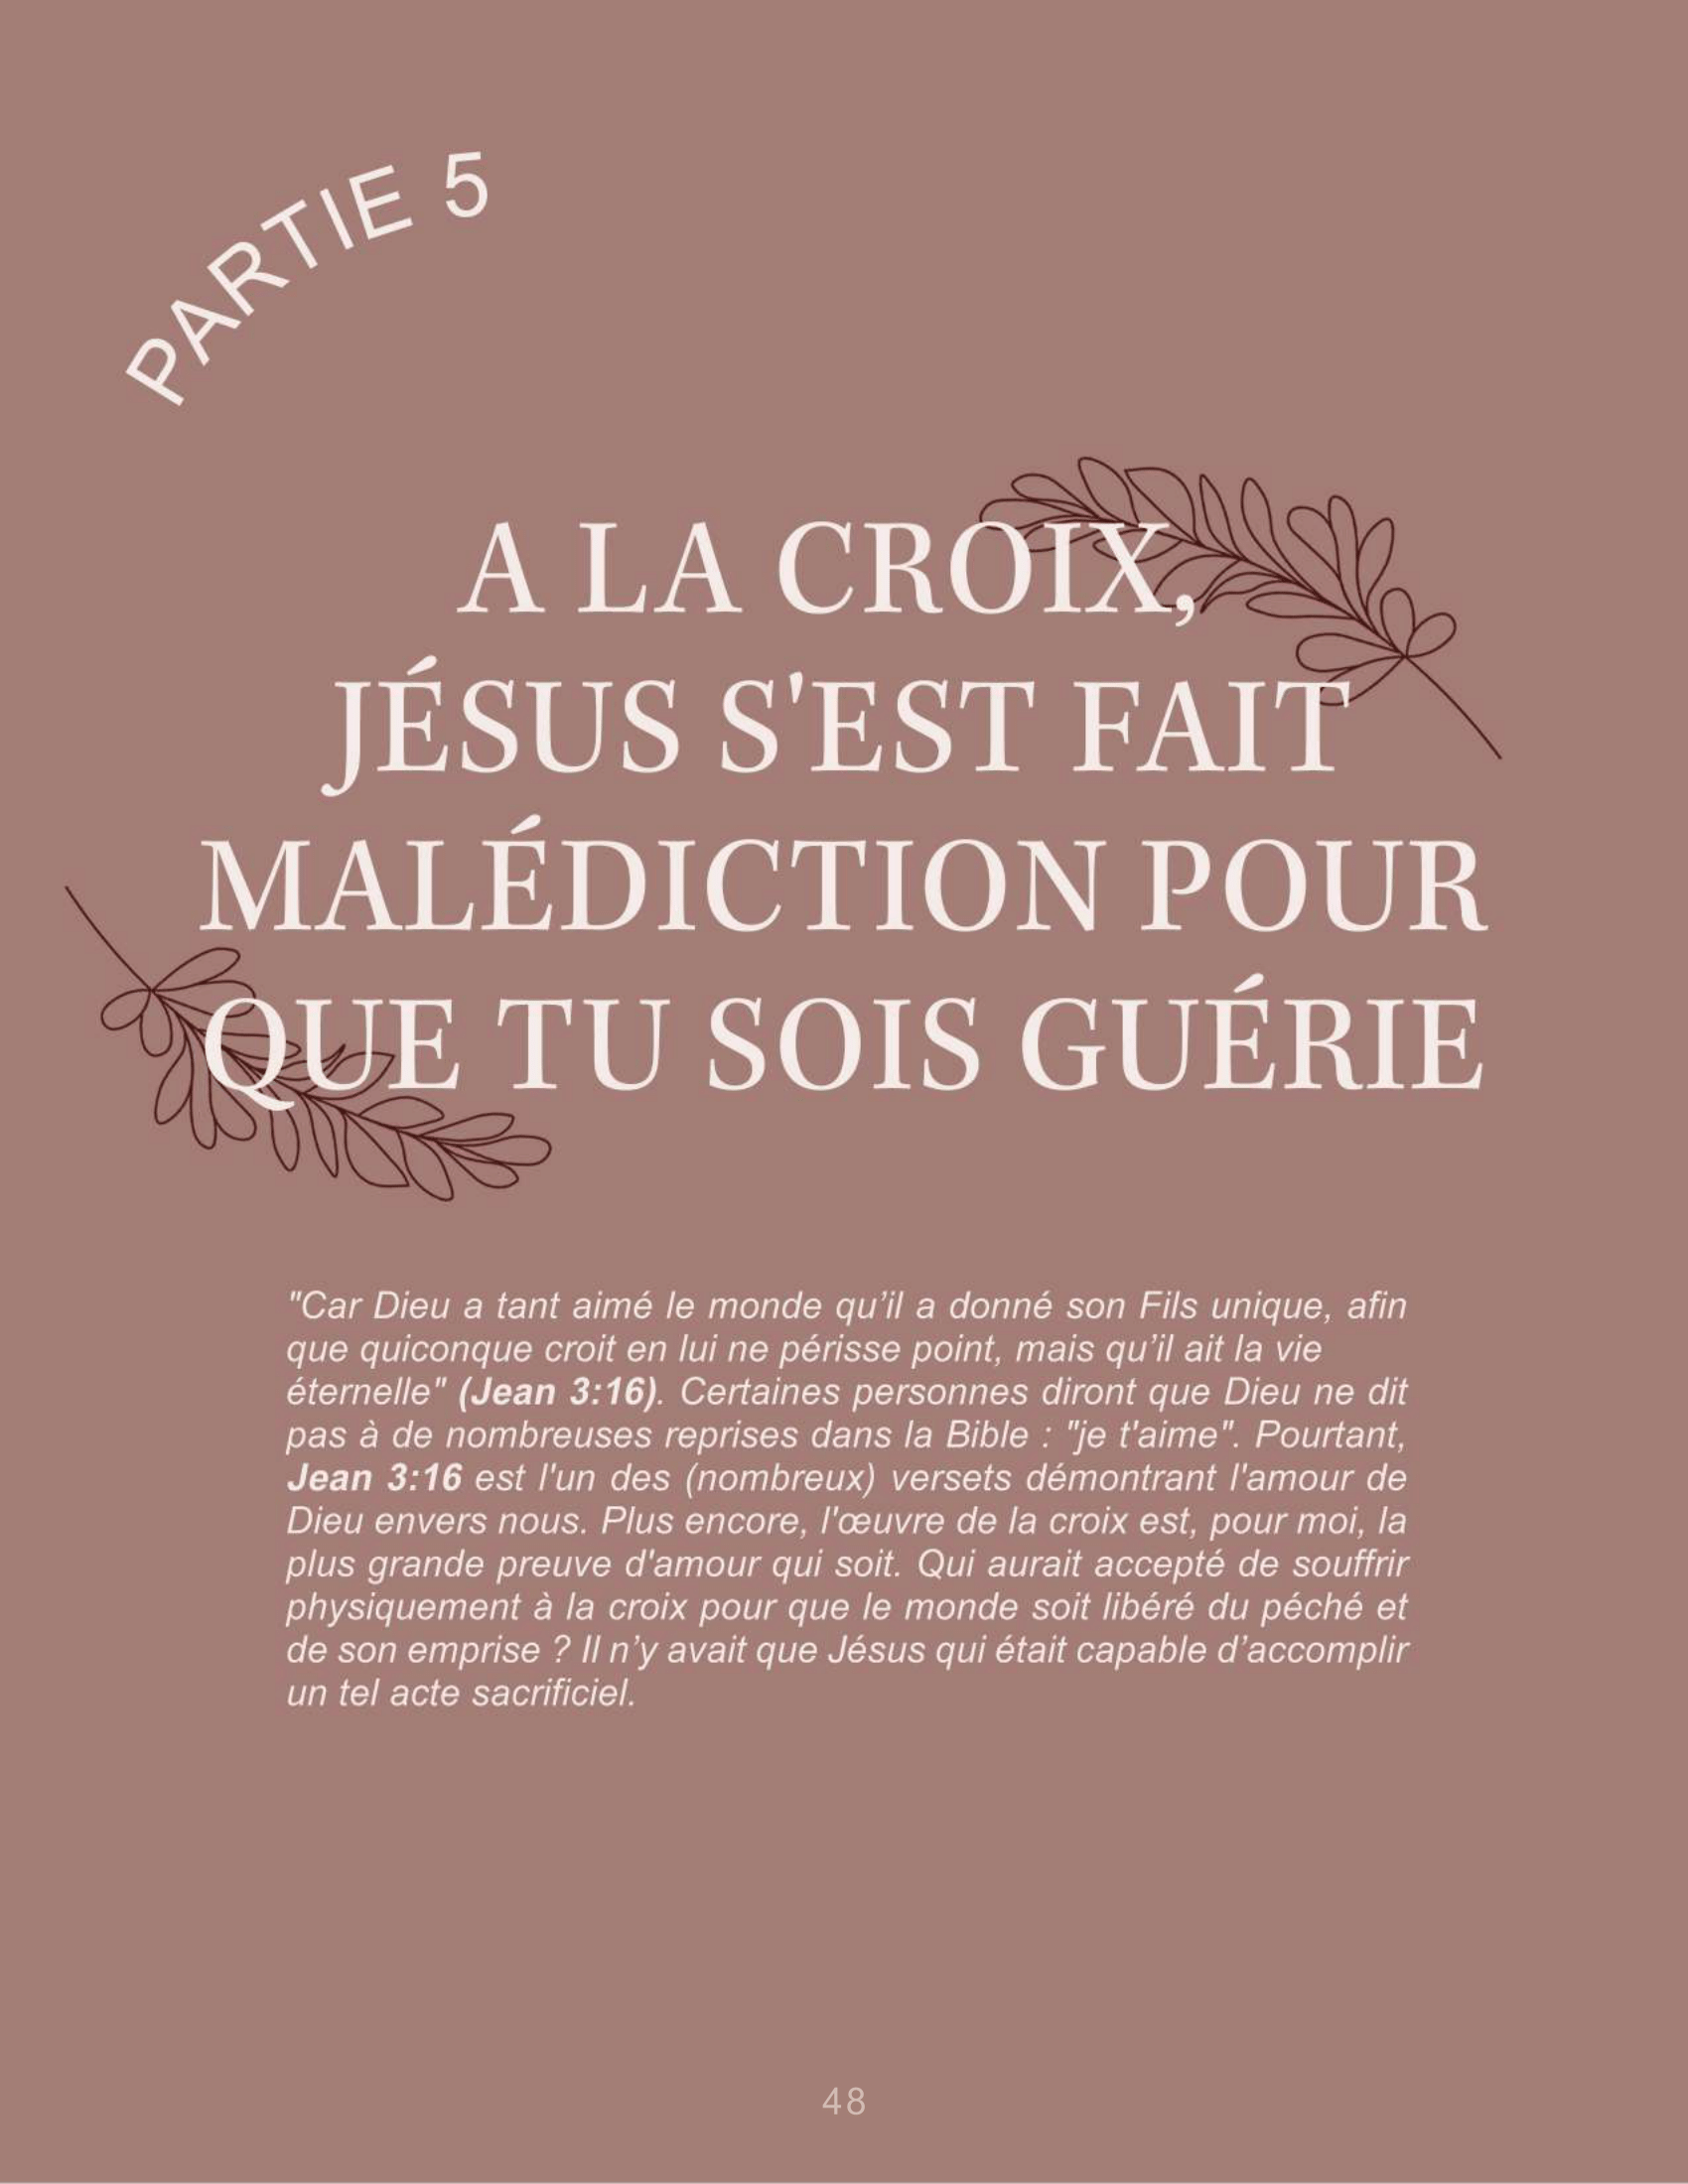 PARTIE 5
A LA CROIX,
JÉSUS S'EST FAIT
MALÉDICTION POUR
QUE TU SOIS GUÉRIE
"Car Dieu a tant aimé le monde qu’il a donné son Fils unique, afin
que quiconque croit en lui ne périsse point, mais qu’il ait la vie
éternelle" (Jean 3:16). Certaines personnes diront que Dieu ne dit
pas à de nombreuses reprises dans la Bible : "je t'aime". Pourtant,
Jean 3:16 est l'un des (nombreux) versets démontrant l'amour de
Dieu envers nous. Plus encore, l'œuvre de la croix est, pour moi, la
plus grande preuve d'amour qui soit. Qui aurait accepté de souffrir
physiquement à la croix pour que le monde soit libéré du péché et
de son emprise ? Il n’y avait que Jésus qui était capable d’accomplir
un tel acte sacrificiel.
48